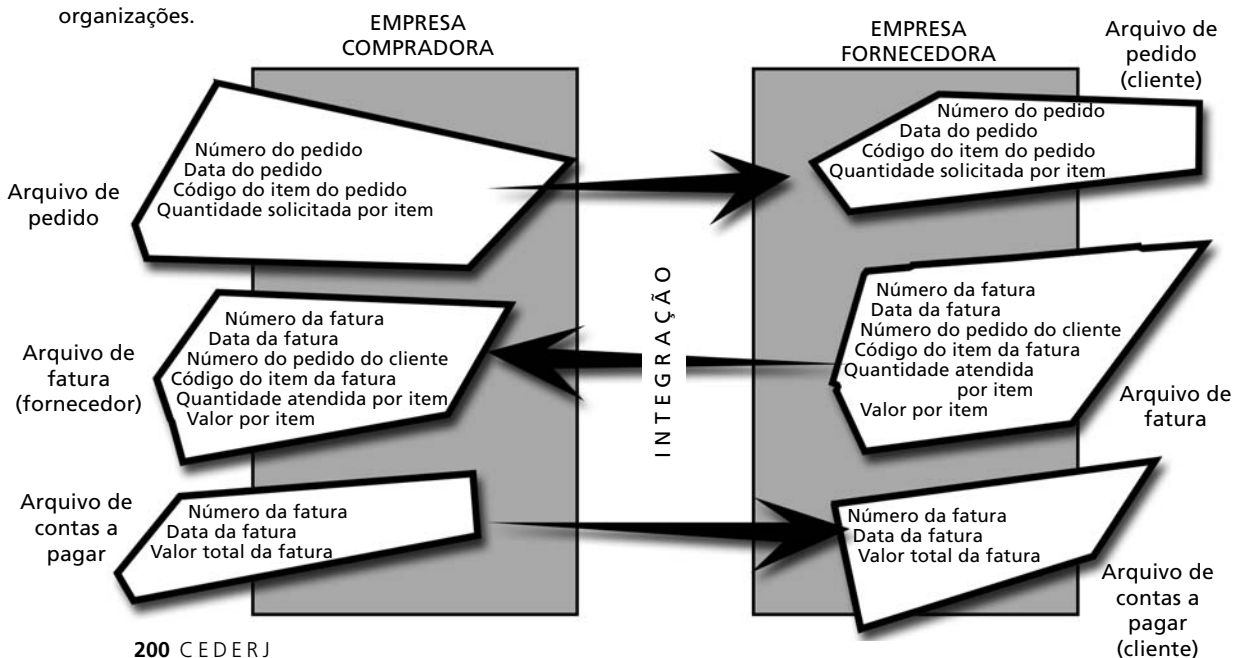 organizações.
EMPRESA
COMPRADORA
EMPRESA
FORNECEDORA
Arquivo de
pedido
(cliente)
Número do pedido
Data do pedido
Código do item do pedido
Quantidade solicitada por item
Arquivo de
pedido
Número do pedido
Data do pedido
Código do item do pedido
Quantidade solicitada por item
INTEGRAÇÃO
Número da fatura
Data da fatura
Número do pedido do cliente
Código do item da fatura
Quantidade atendida por item
Valor por item
Arquivo de
fatura
(fornecedor)
Número da fatura
Data da fatura
Número do pedido do cliente
Código do item da fatura
Quantidade atendida
por item
Valor por item
Arquivo de
fatura
Arquivo de
contas a
pagar
Número da fatura
Data da fatura
Valor total da fatura
Número da fatura
Data da fatura
Valor total da fatura
Arquivo de
contas a
pagar
(cliente)
200 CEDERJ